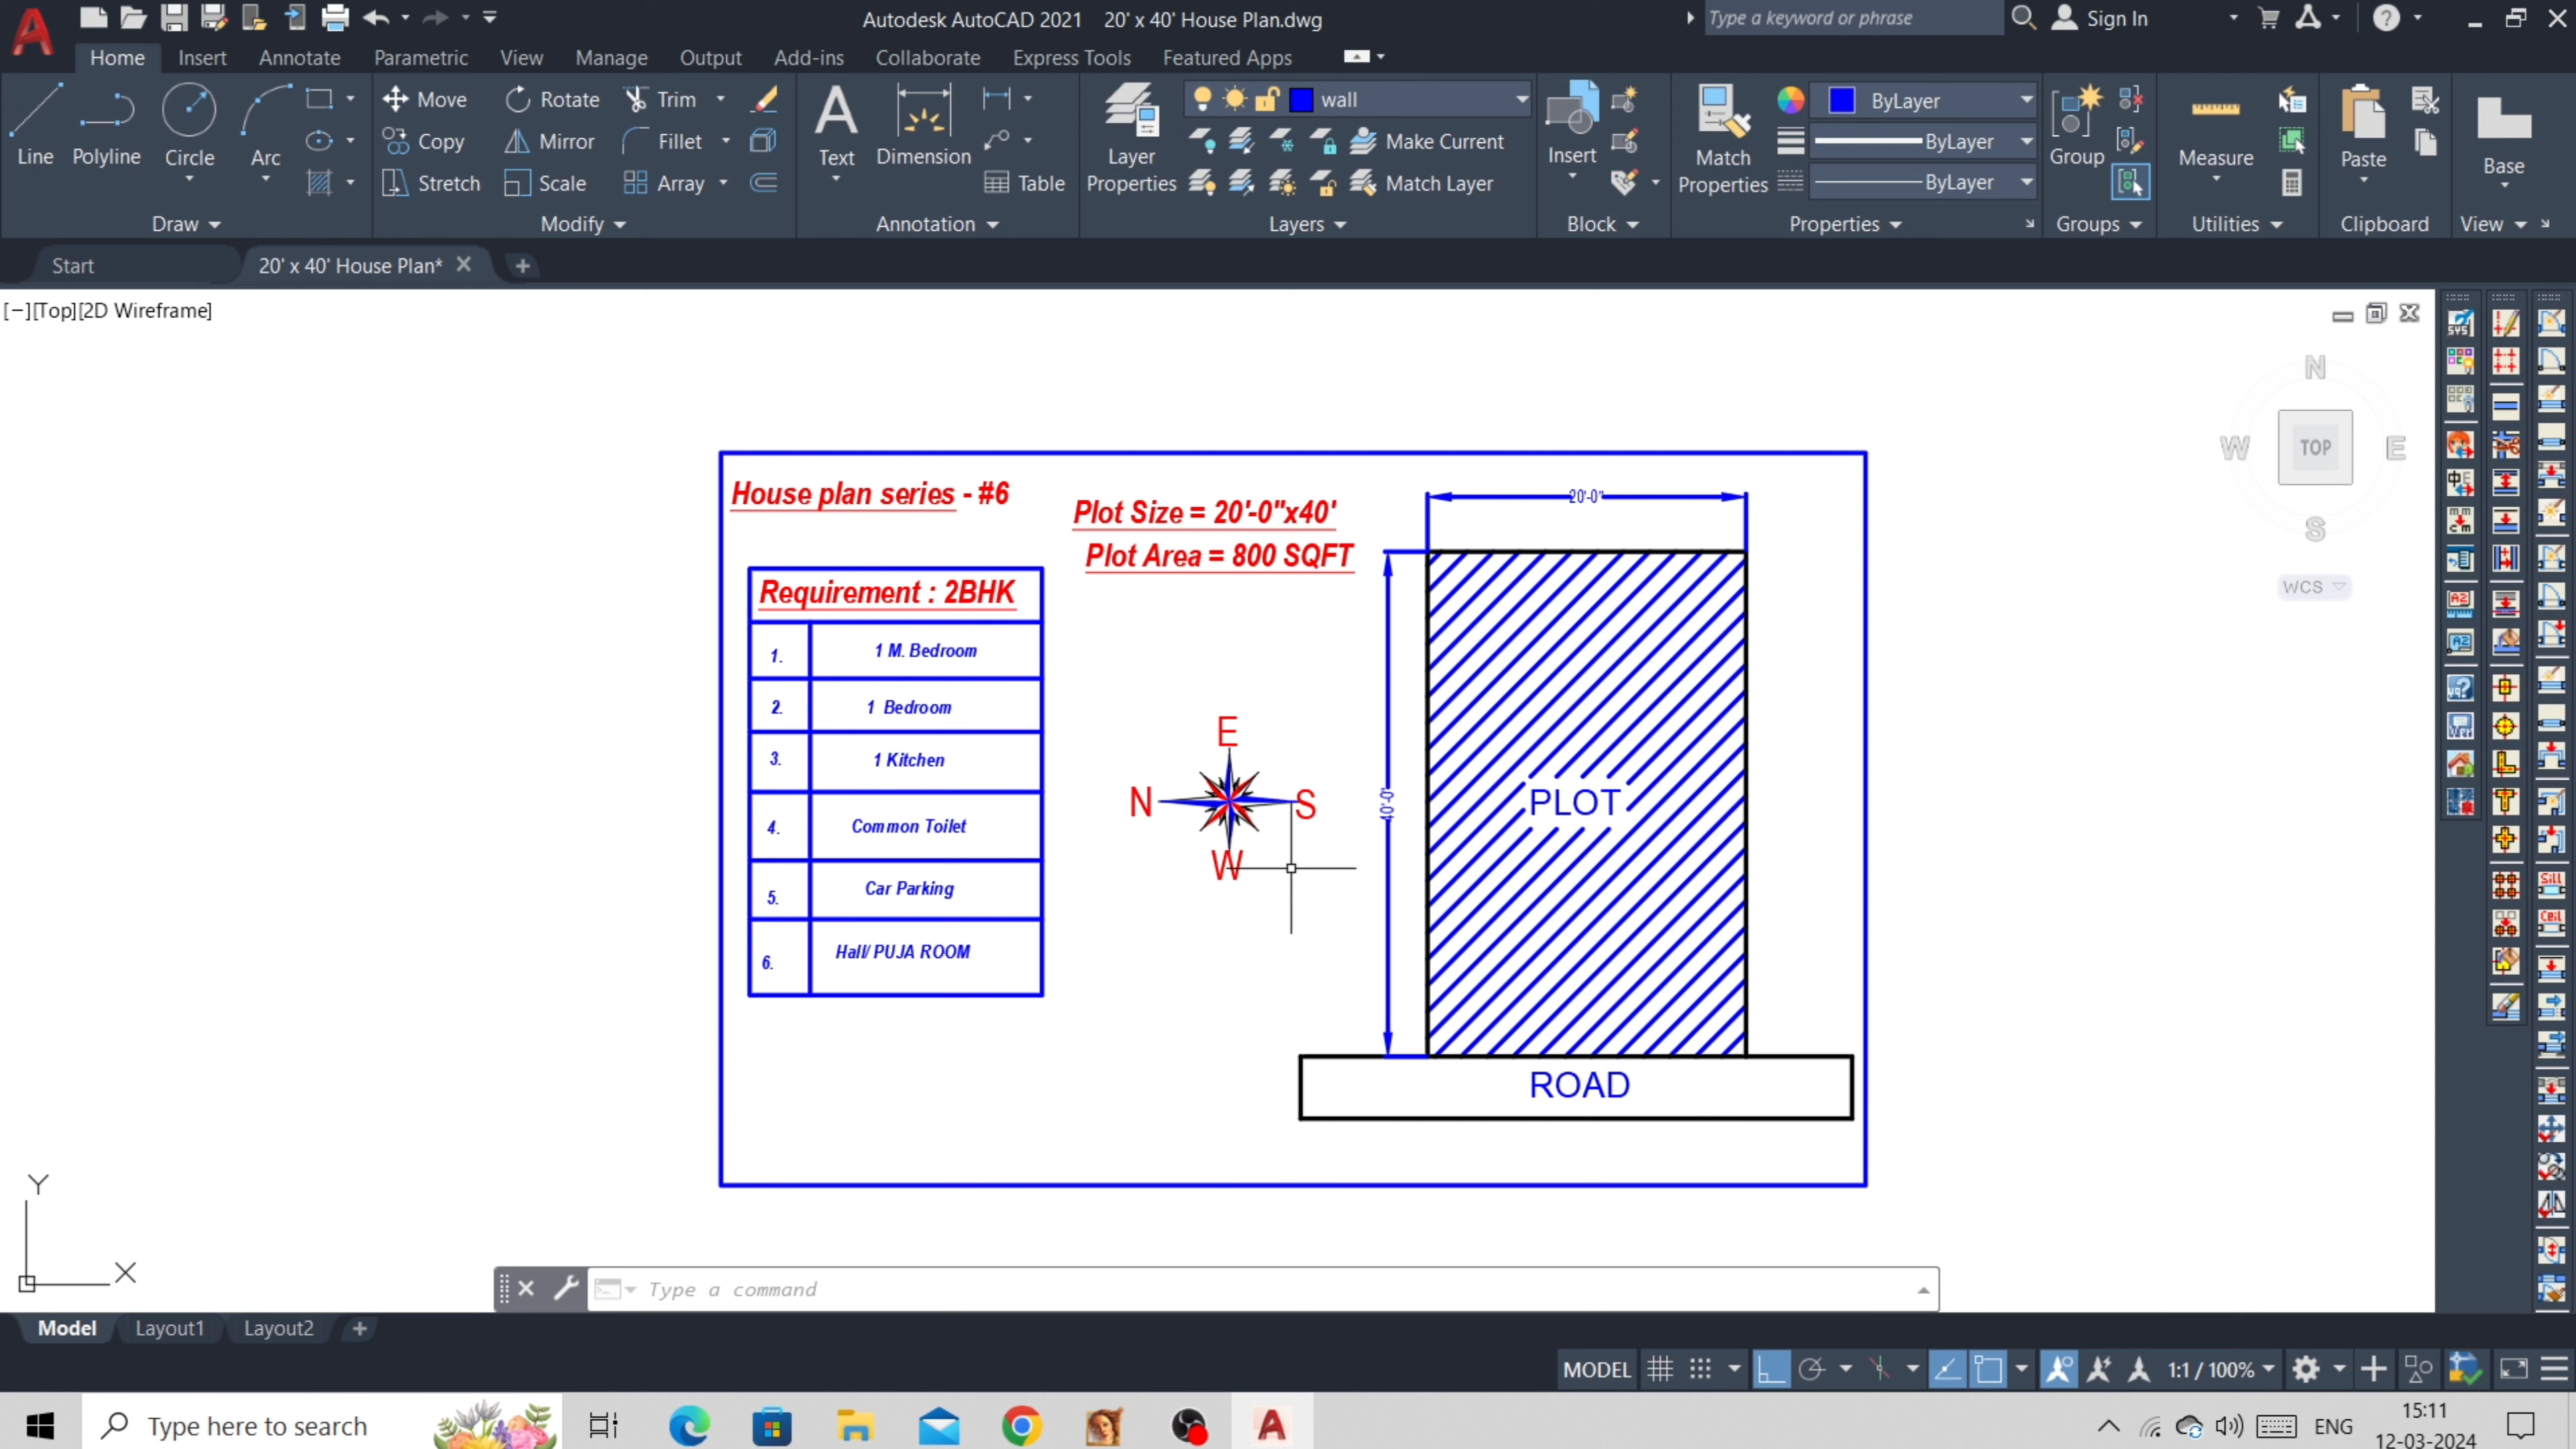 Autodesk AutoCAD 2021 20' x 40' House Plan.dwg
Type a keyword or phrase
Sign In
Home Insert Annotate Parametric View Manage Output Add-ins Collaborate Express Tools Featured Apps
Line Polyline Circle Arc
Draw
Move Rotate Trim
Copy Mirror Fillet
Stretch Scale Array
Modify
Text Dimension Table
Annotation
Layer Properties
wall
Make Current
Match Layer
Layers
Insert
Block
Match Properties
ByLayer
ByLayer
ByLayer
Properties
Group
Groups
Measure
Utilities
Paste
Clipboard
Base
View
Start 20' x 40' House Plan*
[−][Top][2D Wireframe]
N
W TOP E
S
WCS
House plan series - #6
Plot Size = 20'-0"x40'
Plot Area = 800 SQFT
20'-0"
Requirement : 2BHK
1. 1 M. Bedroom
2. 1 Bedroom
3. 1 Kitchen
4. Common Toilet
5. Car Parking
6. Hall/ PUJA ROOM
E
N S
W
40'-0"
PLOT
ROAD
Sill
Ceil
Y
X
Type a command
Model Layout1 Layout2
MODEL 1:1 / 100%
Type here to search
ENG
15:11
12-03-2024